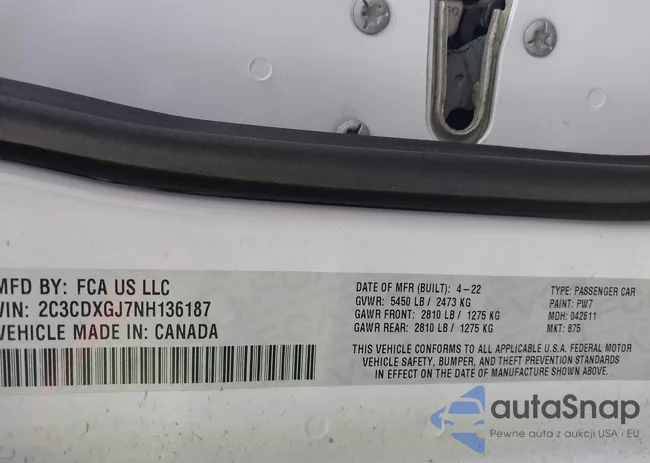 MFD BY: FCA US LLC
VIN: 2C3CDXGJ7NH136187
VEHICLE MADE IN: CANADA
DATE OF MFR (BUILT): 4-22
GVWR: 5450 LB / 2473 KG
GAWR FRONT: 2810 LB / 1275 KG
GAWR REAR: 2810 LB / 1275 KG
TYPE: PASSENGER CAR
PAINT: PW7
MDH: 042611
MKT: 875
THIS VEHICLE CONFORMS TO ALL APPLICABLE U.S.A. FEDERAL MOTOR
VEHICLE SAFETY, BUMPER, AND THEFT PREVENTION STANDARDS
IN EFFECT ON THE DATE OF MANUFACTURE SHOWN ABOVE.
autaSnap
Pewne auta z aukcji USA i EU